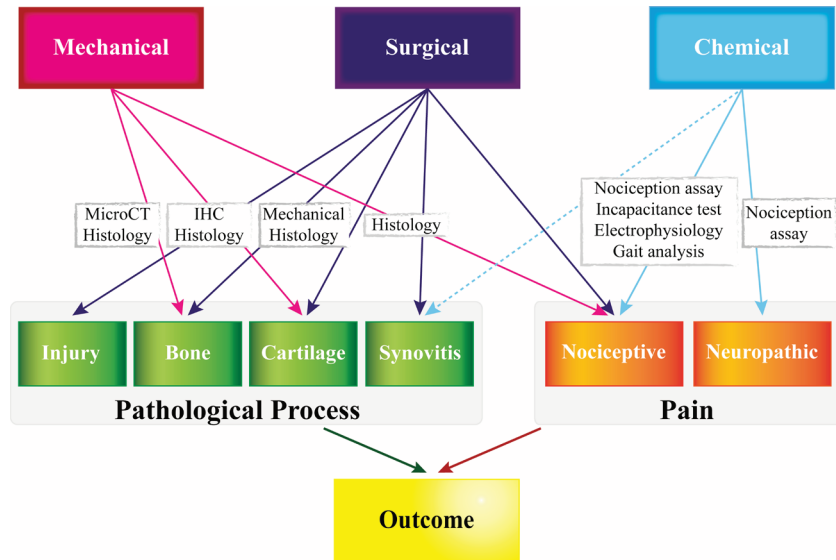 Mechanical
Surgical
Chemical
MicroCT
Histology
IHC
Histology
Mechanical
Histology
Histology
Nociception assay
Incapacitance test
Electrophysiology
Gait analysis
Nociception
assay
Injury
Bone
Cartilage
Synovitis
Nociceptive
Neuropathic
Pathological Process
Pain
Outcome